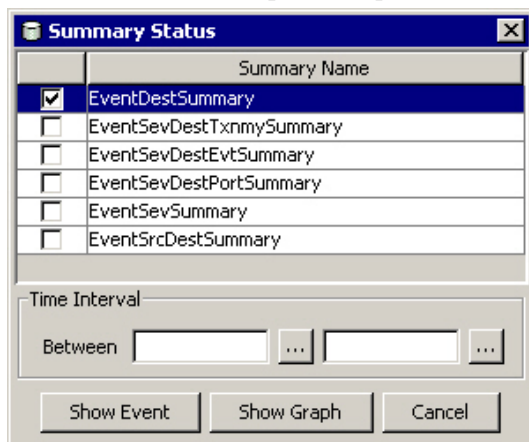 Summary Status
Summary Name
EventDestSummary
EventSevDestTxnmySummary
EventSevDestEvtSummary
EventSevDestPortSummary
EventSevSummary
EventSrcDestSummary
Time Interval
Between ... ...
Show Event Show Graph Cancel